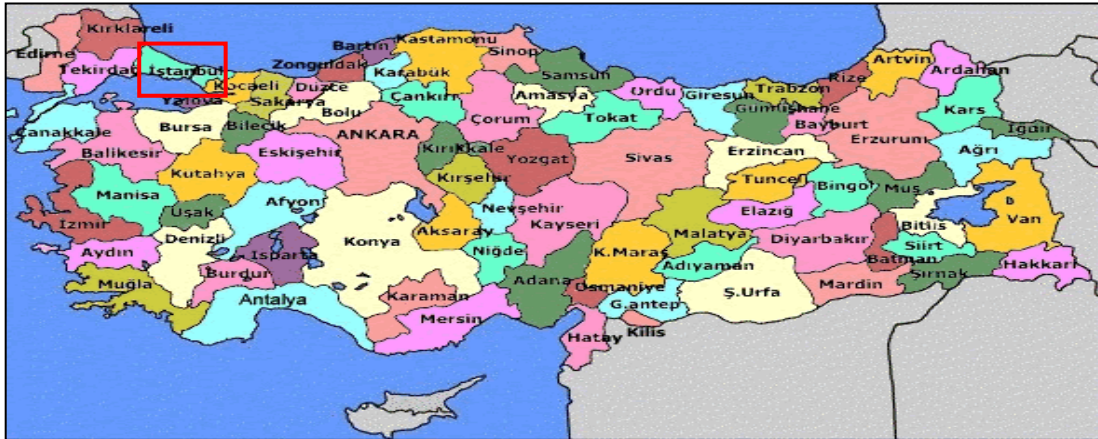 Kırklareli
Edirne
Tekirdağ
İstanbul
Kocaeli
Yalova
Sakarya
Düzce
Zonguldak
Bartın
Karabük
Kastamonu
Sinop
Samsun
Çankırı
Bolu
Amasya
Ordu
Giresun
Trabzon
Rize
Artvin
Ardahan
Gümüşhane
Bayburt
Kars
Iğdır
Çanakkale
Bursa
Bilecik
ANKARA
Çorum
Tokat
Erzurum
Ağrı
Balıkesir
Eskişehir
Kırıkkale
Yozgat
Sivas
Erzincan
Kutahya
Kırşehir
Tunceli
Bingöl
Muş
Manisa
Uşak
Afyon
Nevşehir
Kayseri
Malatya
Elazığ
Bitlis
Van
İzmir
Aydın
Denizli
Isparta
Konya
Aksaray
Niğde
K.Maraş
Adıyaman
Diyarbakır
Batman
Siirt
Şırnak
Hakkari
Muğla
Burdur
Antalya
Karaman
Mersin
Adana
Osmaniye
G.antep
Ş.Urfa
Mardin
Hatay
Kilis